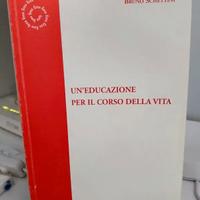 BRUNO SCHETTINI
UN'EDUCAZIONE
PER IL CORSO DELLA VITA